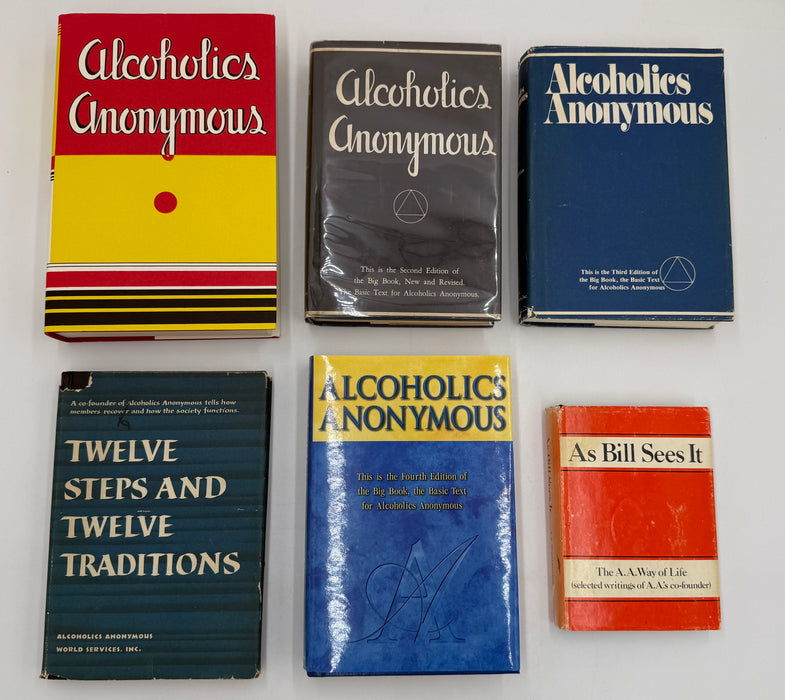 Alcoholics
Anonymous
Alcoholics
Anonymous
This is the Second Edition of
the Big Book, New and Revised.
The Basic Text for Alcoholics Anonymous.
Alcoholics
Anonymous
This is the Third Edition of
the Big Book, the Basic Text
for Alcoholics Anonymous
A co-founder of Alcoholics Anonymous tells how
members recover and how the society functions.
TWELVE
STEPS AND
TWELVE
TRADITIONS
ALCOHOLICS ANONYMOUS
WORLD SERVICES, INC.
ALCOHOLICS
ANONYMOUS
This is the Fourth Edition of
the Big Book, the Basic Text
for Alcoholics Anonymous
AA
As Bill Sees It
The A.A. Way of Life
(selected writings of A.A.'s co-founder)